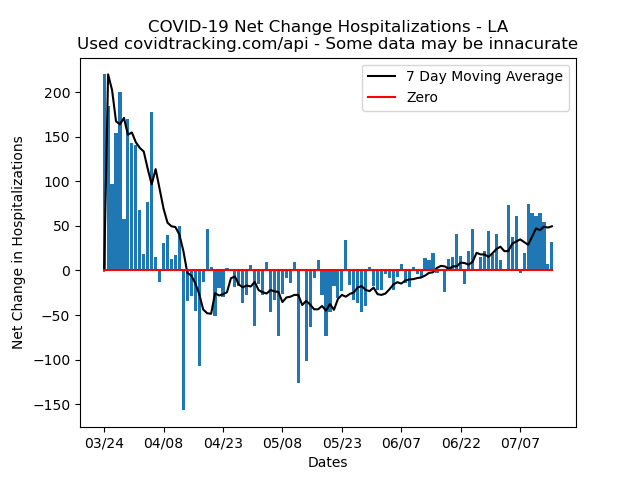 COVID-19 Net Change Hospitalizations - LA
Used covidtracking.com/api - Some data may be innacurate
7 Day Moving Average
Zero
Net Change in Hospitalizations
200
150
100
50
0
−50
−100
−150
03/24 04/08 04/23 05/08 05/23 06/07 06/22 07/07
Dates